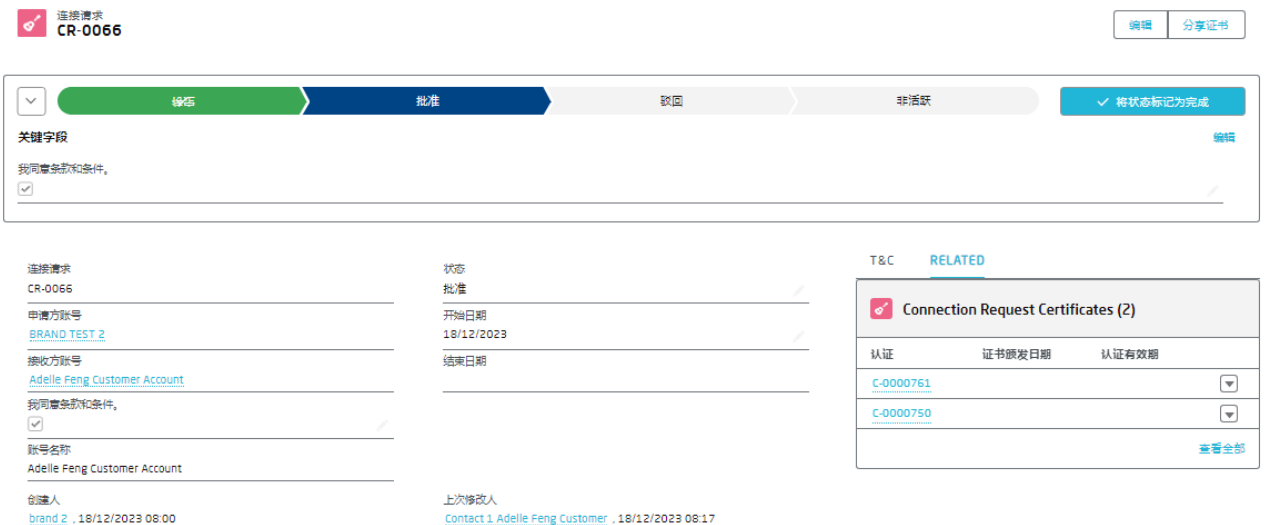 连接请求
CR-0066
编辑
分享证书
批准
驳回
非活跃
将状态标记为完成
关键字段
编辑
我同意条款和条件。
连接请求
CR-0066
申请方账号
BRAND TEST 2
接收方账号
Adelle Feng Customer Account
我同意条款和条件。
账号名称
Adelle Feng Customer Account
创建人
brand 2 , 18/12/2023 08:00
状态
批准
开始日期
18/12/2023
结束日期
上次修改人
Contact 1 Adelle Feng Customer , 18/12/2023 08:17
T&C
RELATED
Connection Request Certificates (2)
认证
证书颁发日期
认证有效期
C-0000761
C-0000750
查看全部